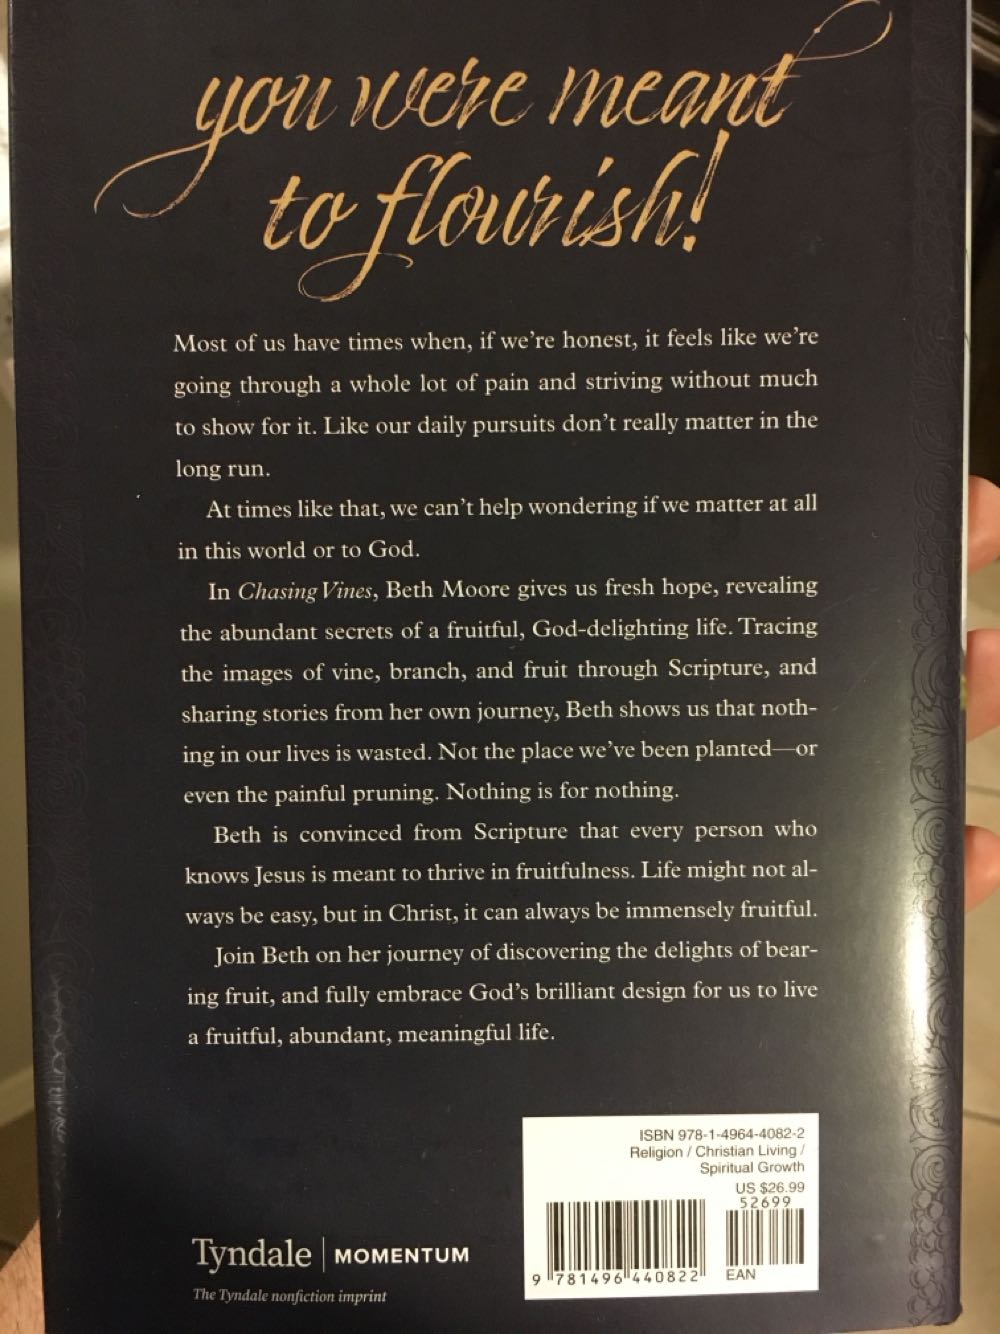 you were meant
to flourish!
Most of us have times when, if we're honest, it feels like we're
going through a whole lot of pain and striving without much
to show for it. Like our daily pursuits don't really matter in the
long run.
At times like that, we can't help wondering if we matter at all
in this world or to God.
In Chasing Vines, Beth Moore gives us fresh hope, revealing
the abundant secrets of a fruitful, God-delighting life. Tracing
the images of vine, branch, and fruit through Scripture, and
sharing stories from her own journey, Beth shows us that noth-
ing in our lives is wasted. Not the place we've been planted—or
even the painful pruning. Nothing is for nothing.
Beth is convinced from Scripture that every person who
knows Jesus is meant to thrive in fruitfulness. Life might not al-
ways be easy, but in Christ, it can always be immensely fruitful.
Join Beth on her journey of discovering the delights of bear-
ing fruit, and fully embrace God's brilliant design for us to live
a fruitful, abundant, meaningful life.
ISBN 978-1-4964-4082-2
Religion / Christian Living /
Spiritual Growth
US $26.99
52699
9 781496 440822
EAN
Tyndale | MOMENTUM
The Tyndale nonfiction imprint